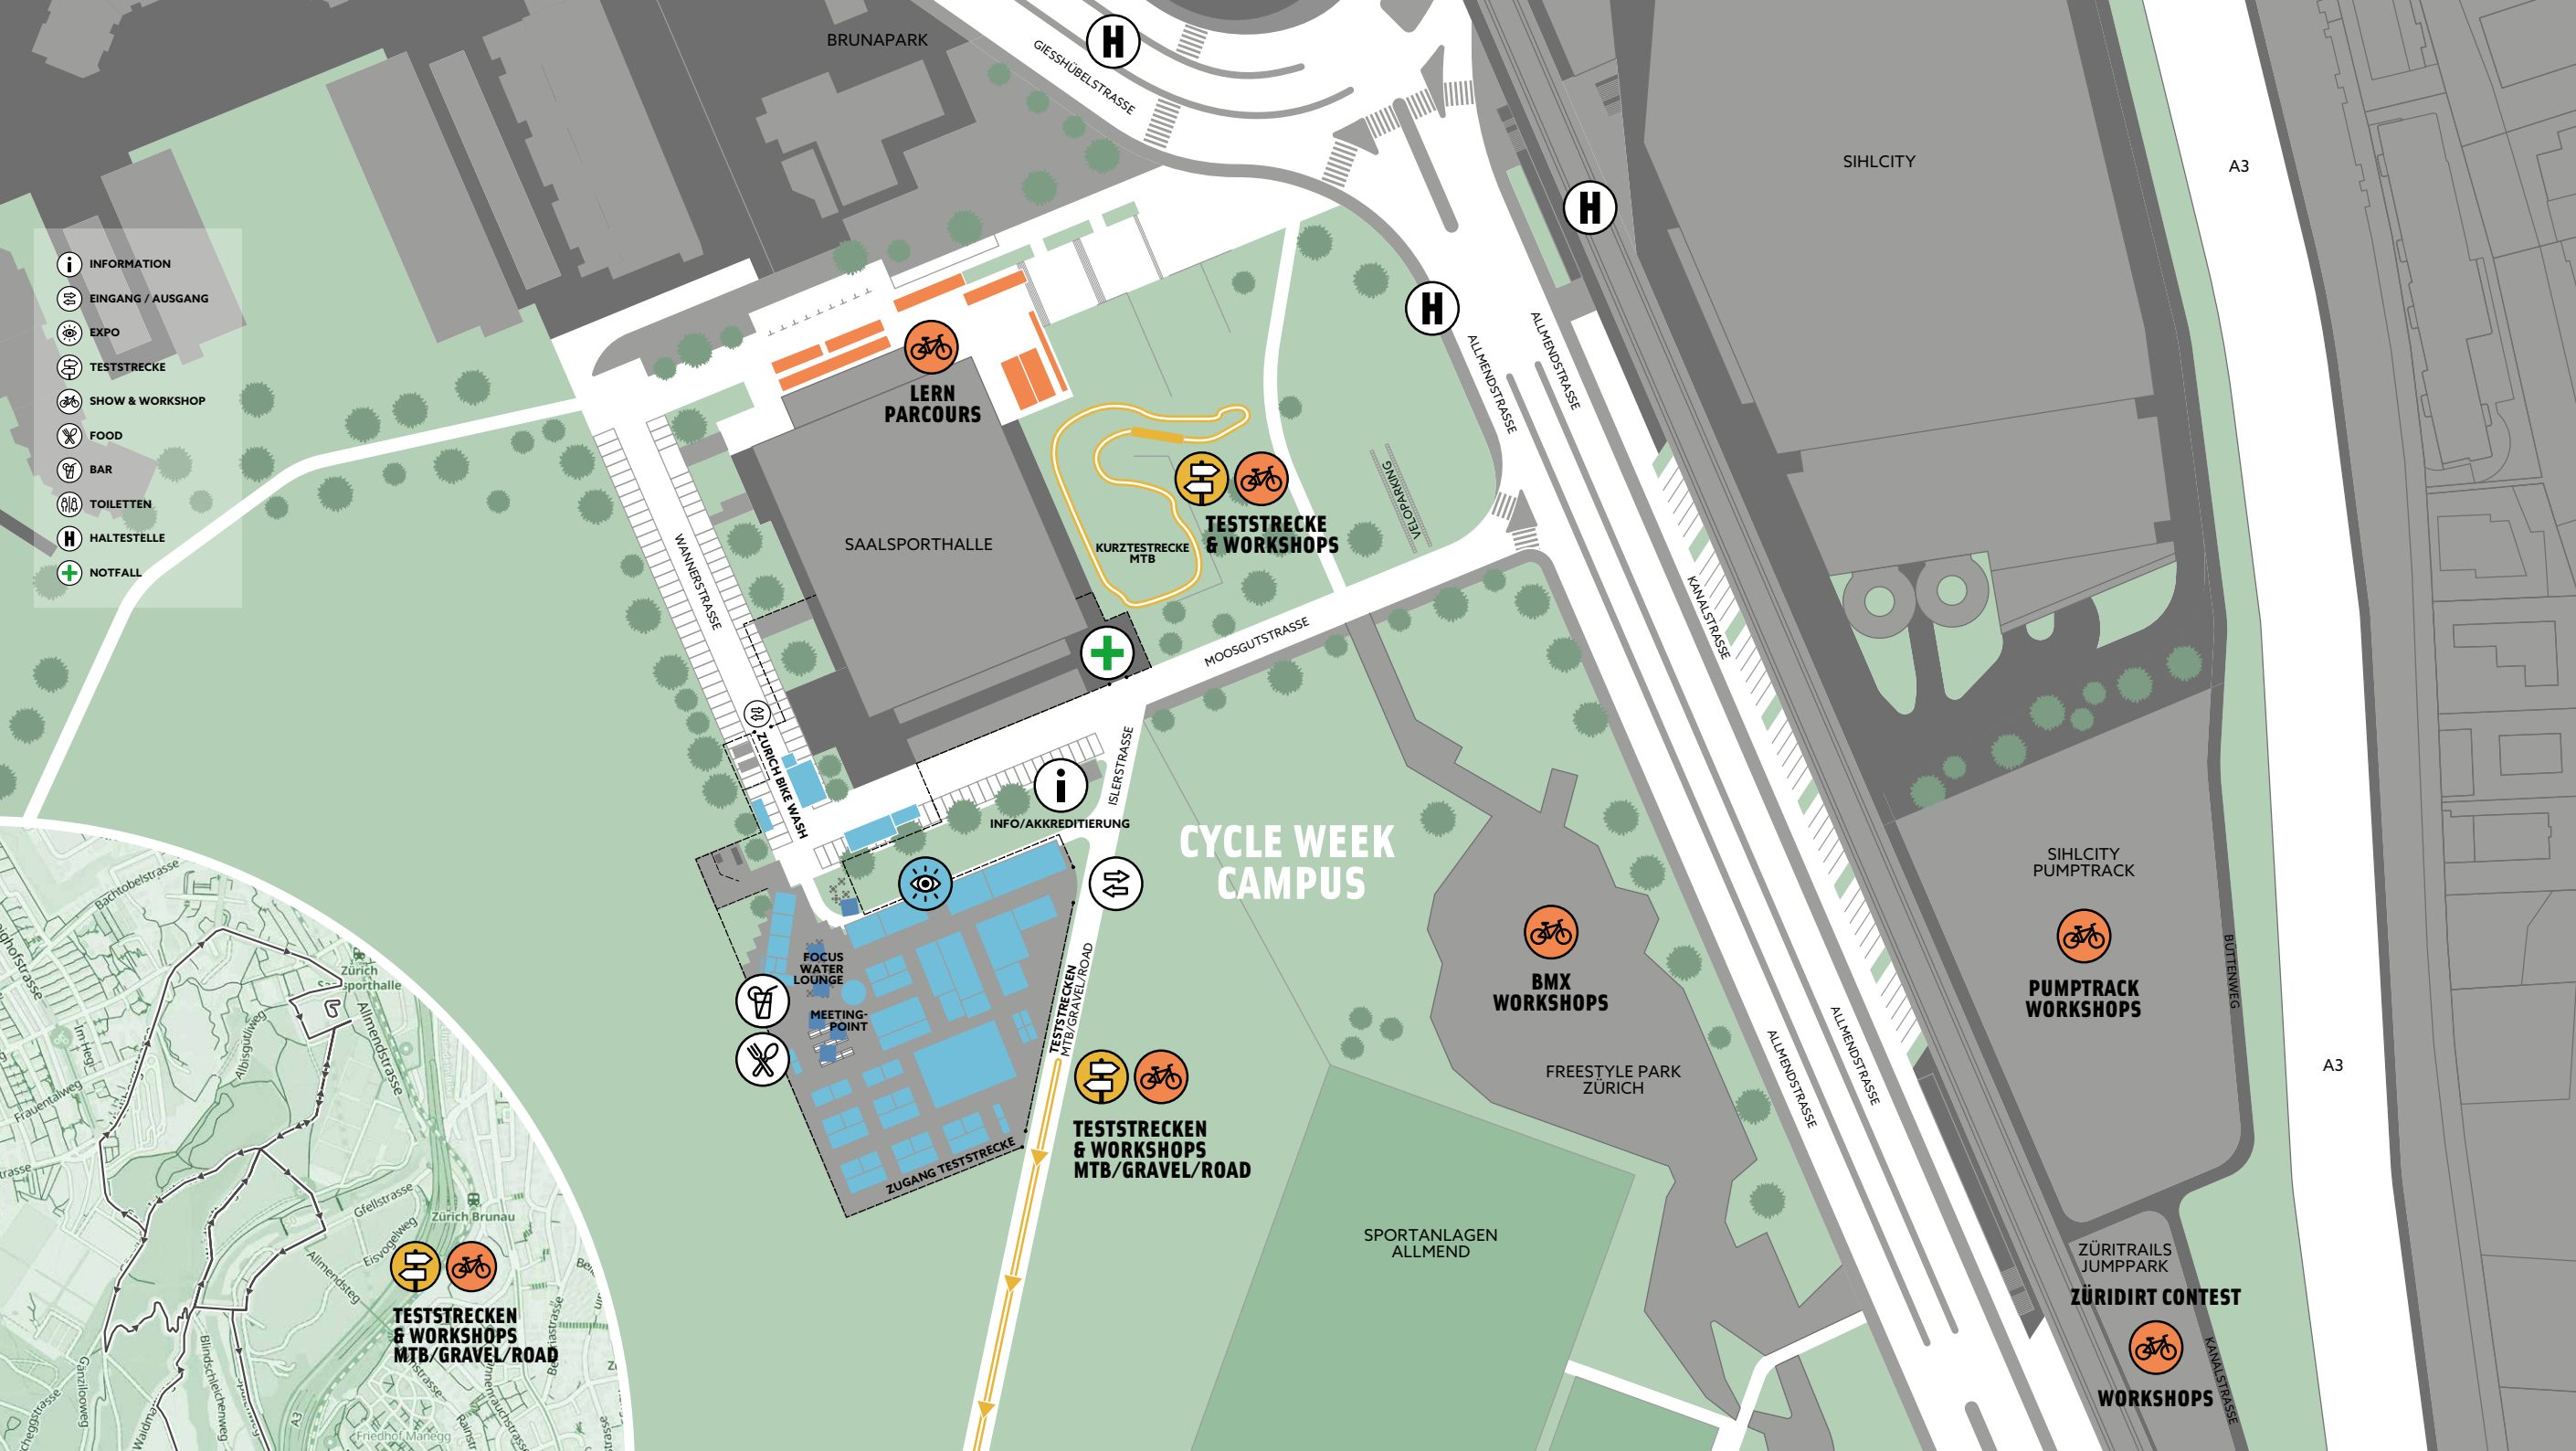 BRUNAPARK
GIESSHÜBELSTRASSE
H
SIHLCITY
A3
H
H
i INFORMATION
EINGANG / AUSGANG
EXPO
TESTSTRECKE
SHOW & WORKSHOP
FOOD
BAR
TOILETTEN
H HALTESTELLE
NOTFALL
LERN
PARCOURS
ALLMENDSTRASSE
ALLMENDSTRASSE
VELOPARKING
TESTSTRECKE
& WORKSHOPS
KURZTESTRECKE
MTB
SAALSPORTHALLE
WANNERSTRASSE
MOOSGUTSTRASSE
KANALSTRASSE
ZÜRICH BIKE WASH
ISLERSTRASSE
i
INFO/AKKREDITIERUNG
CYCLE WEEK
CAMPUS
SIHLCITY
PUMPTRACK
PUMPTRACK
WORKSHOPS
BÜTTENWEG
BMX
WORKSHOPS
FREESTYLE PARK
ZÜRICH
ALLMENDSTRASSE
ALLMENDSTRASSE
A3
FOCUS
WATER
LOUNGE
MEETING-
POINT
TESTSTRECKEN
MTB/GRAVEL/ROAD
TESTSTRECKEN
& WORKSHOPS
MTB/GRAVEL/ROAD
ZUGANG TESTSTRECKE
SPORTANLAGEN
ALLMEND
ZÜRITRAILS
JUMPPARK
ZÜRIDIRT CONTEST
WORKSHOPS
KANALSTRASSE
Bachtobelstrasse
Zürich
Saalsporthalle
Allmendstrasse
Albisgütliweg
Im Hegi
Frauentalweg
Gfellstrasse
Zürich Brunau
Eisvogelweg
Allmendsteg
TESTSTRECKEN
& WORKSHOPS
MTB/GRAVEL/ROAD
Blindschleichenweg
Gänziloóweg
A3
Friedhof Manegg